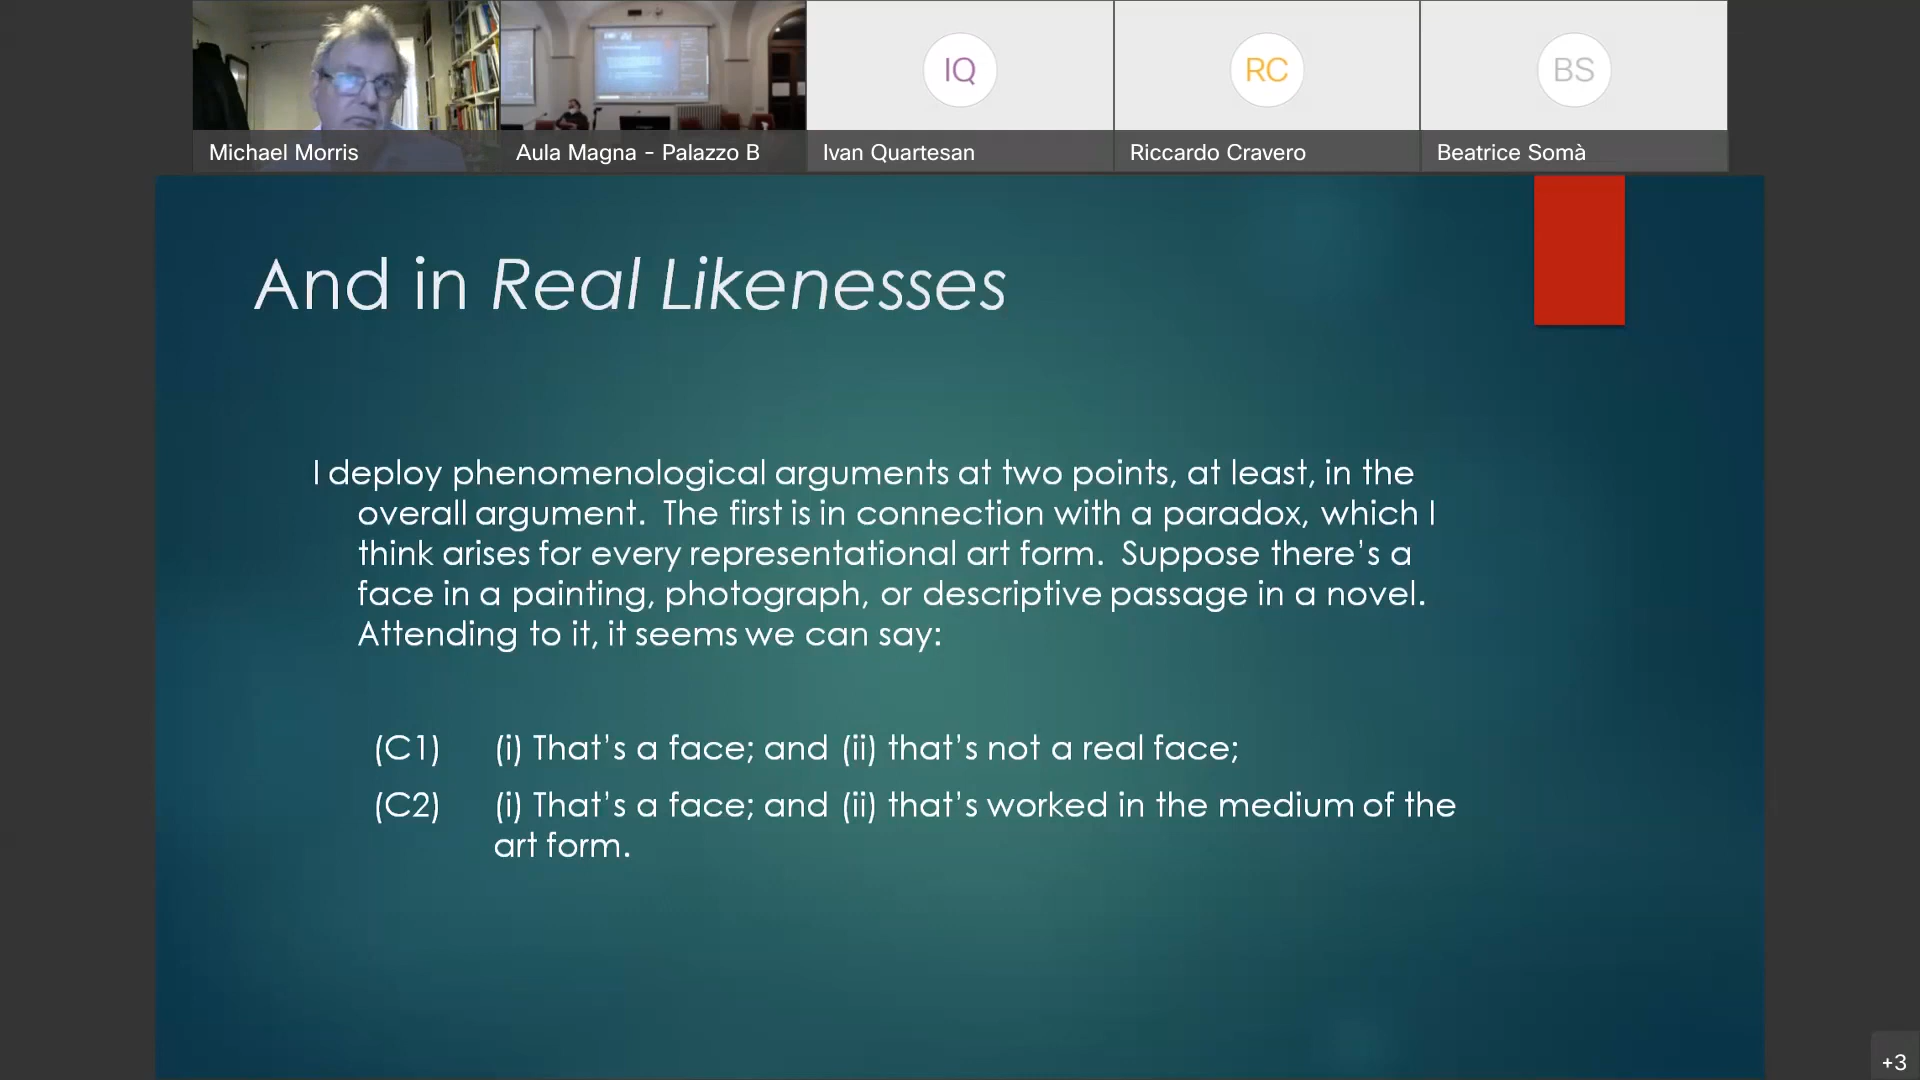 IQ
RC
BS
Michael Morris
Aula Magna - Palazzo B
Ivan Quartesan
Riccardo Cravero
Beatrice Somà
And in Real Likenesses
I deploy phenomenological arguments at two points, at least, in the
overall argument. The first is in connection with a paradox, which I
think arises for every representational art form. Suppose there's a
face in a painting, photograph, or descriptive passage in a novel.
Attending to it, it seems we can say:
(C1) (i) That's a face; and (ii) that's not a real face;
(C2) (i) That's a face; and (ii) that's worked in the medium of the
art form.
+3